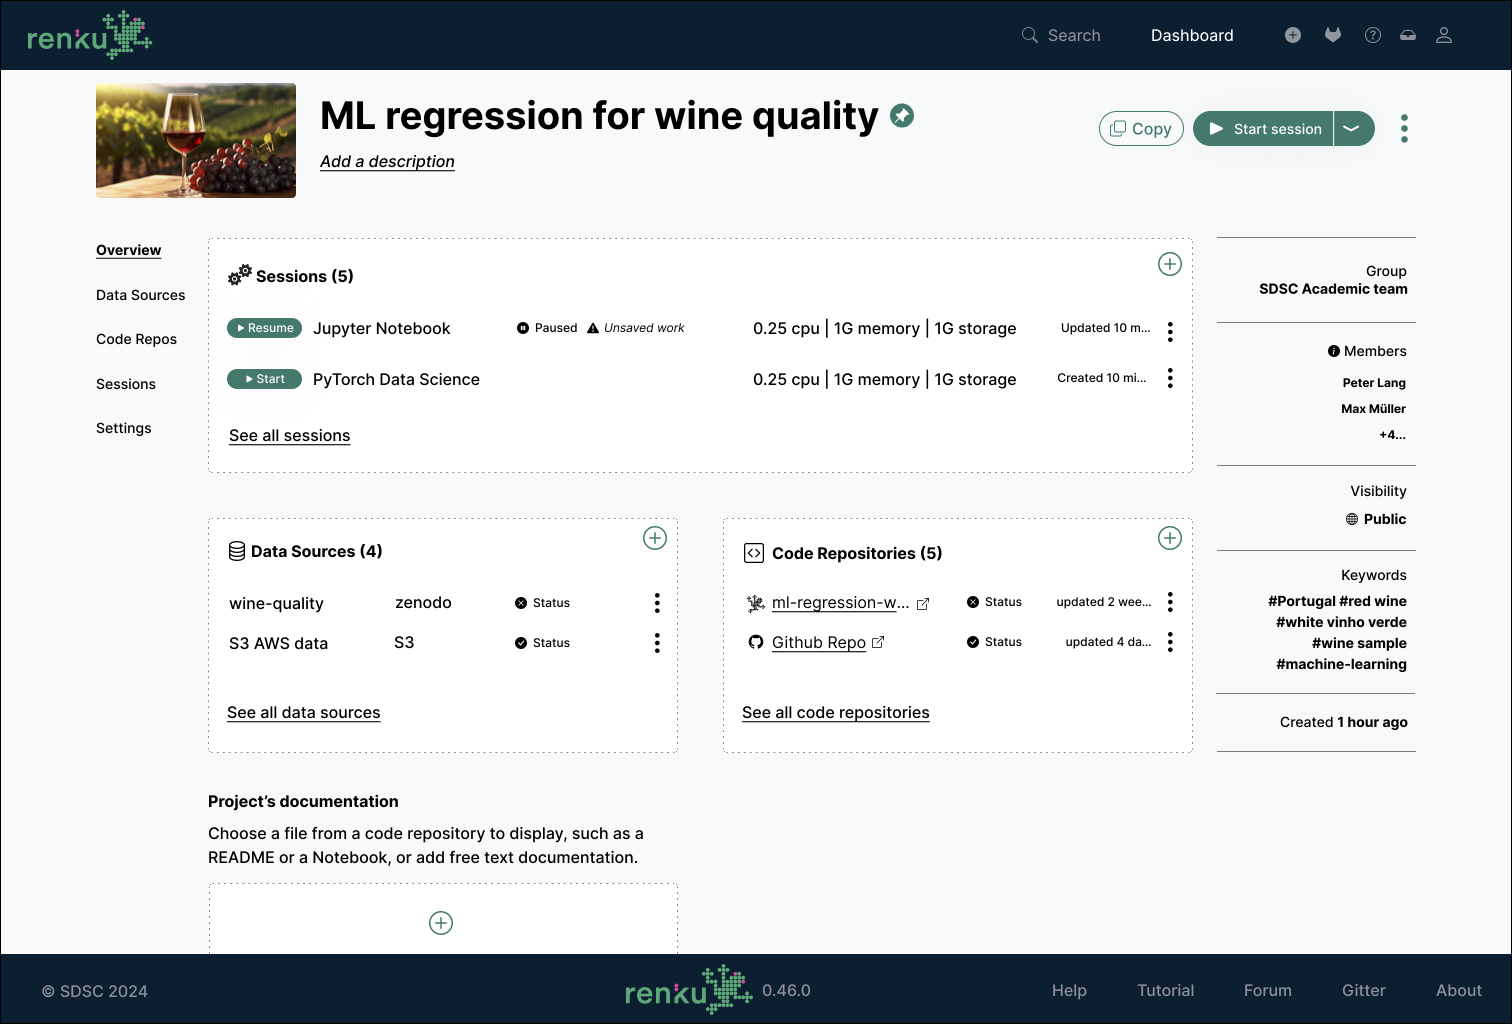 renku
Search
Dashboard
ML regression for wine quality
Add a description
Copy
Start session
Overview
Data Sources
Code Repos
Sessions
Settings
Sessions (5)
Resume Jupyter Notebook Paused Unsaved work 0.25 cpu | 1G memory | 1G storage Updated 10 m...
Start PyTorch Data Science 0.25 cpu | 1G memory | 1G storage Created 10 mi...
See all sessions
Data Sources (4)
wine-quality zenodo Status
S3 AWS data S3 Status
See all data sources
Code Repositories (5)
ml-regression-w... Status updated 2 wee...
Github Repo Status updated 4 da...
See all code repositories
Group
SDSC Academic team
Members
Peter Lang
Max Müller
+4...
Visibility
Public
Keywords
#Portugal #red wine
#white vinho verde
#wine sample
#machine-learning
Created 1 hour ago
Project’s documentation
Choose a file from a code repository to display, such as a
README or a Notebook, or add free text documentation.
© SDSC 2024
renku 0.46.0
Help
Tutorial
Forum
Gitter
About